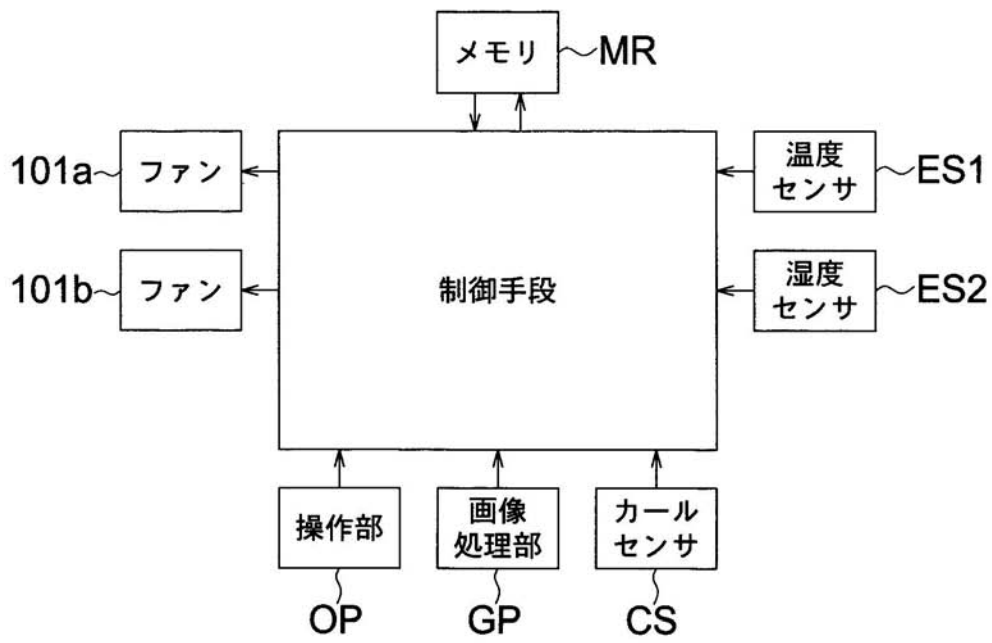 メモリ
MR
101a
ファン
温度
センサ
ES1
101b
ファン
制御手段
湿度
センサ
ES2
操作部
画像
処理部
カール
センサ
OP
GP
CS